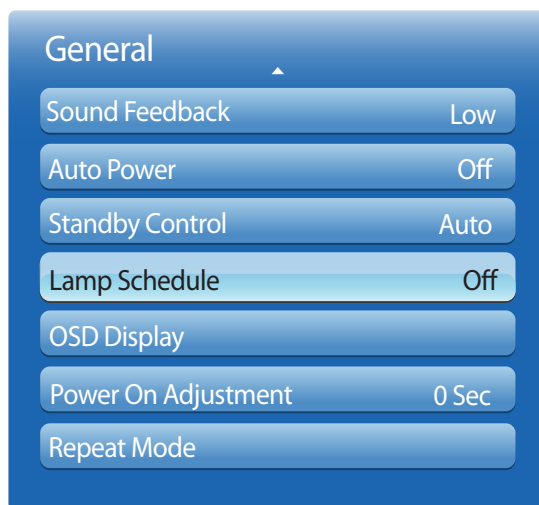 General
Sound Feedback Low
Auto Power Off
Standby Control Auto
Lamp Schedule Off
OSD Display
Power On Adjustment 0 Sec
Repeat Mode